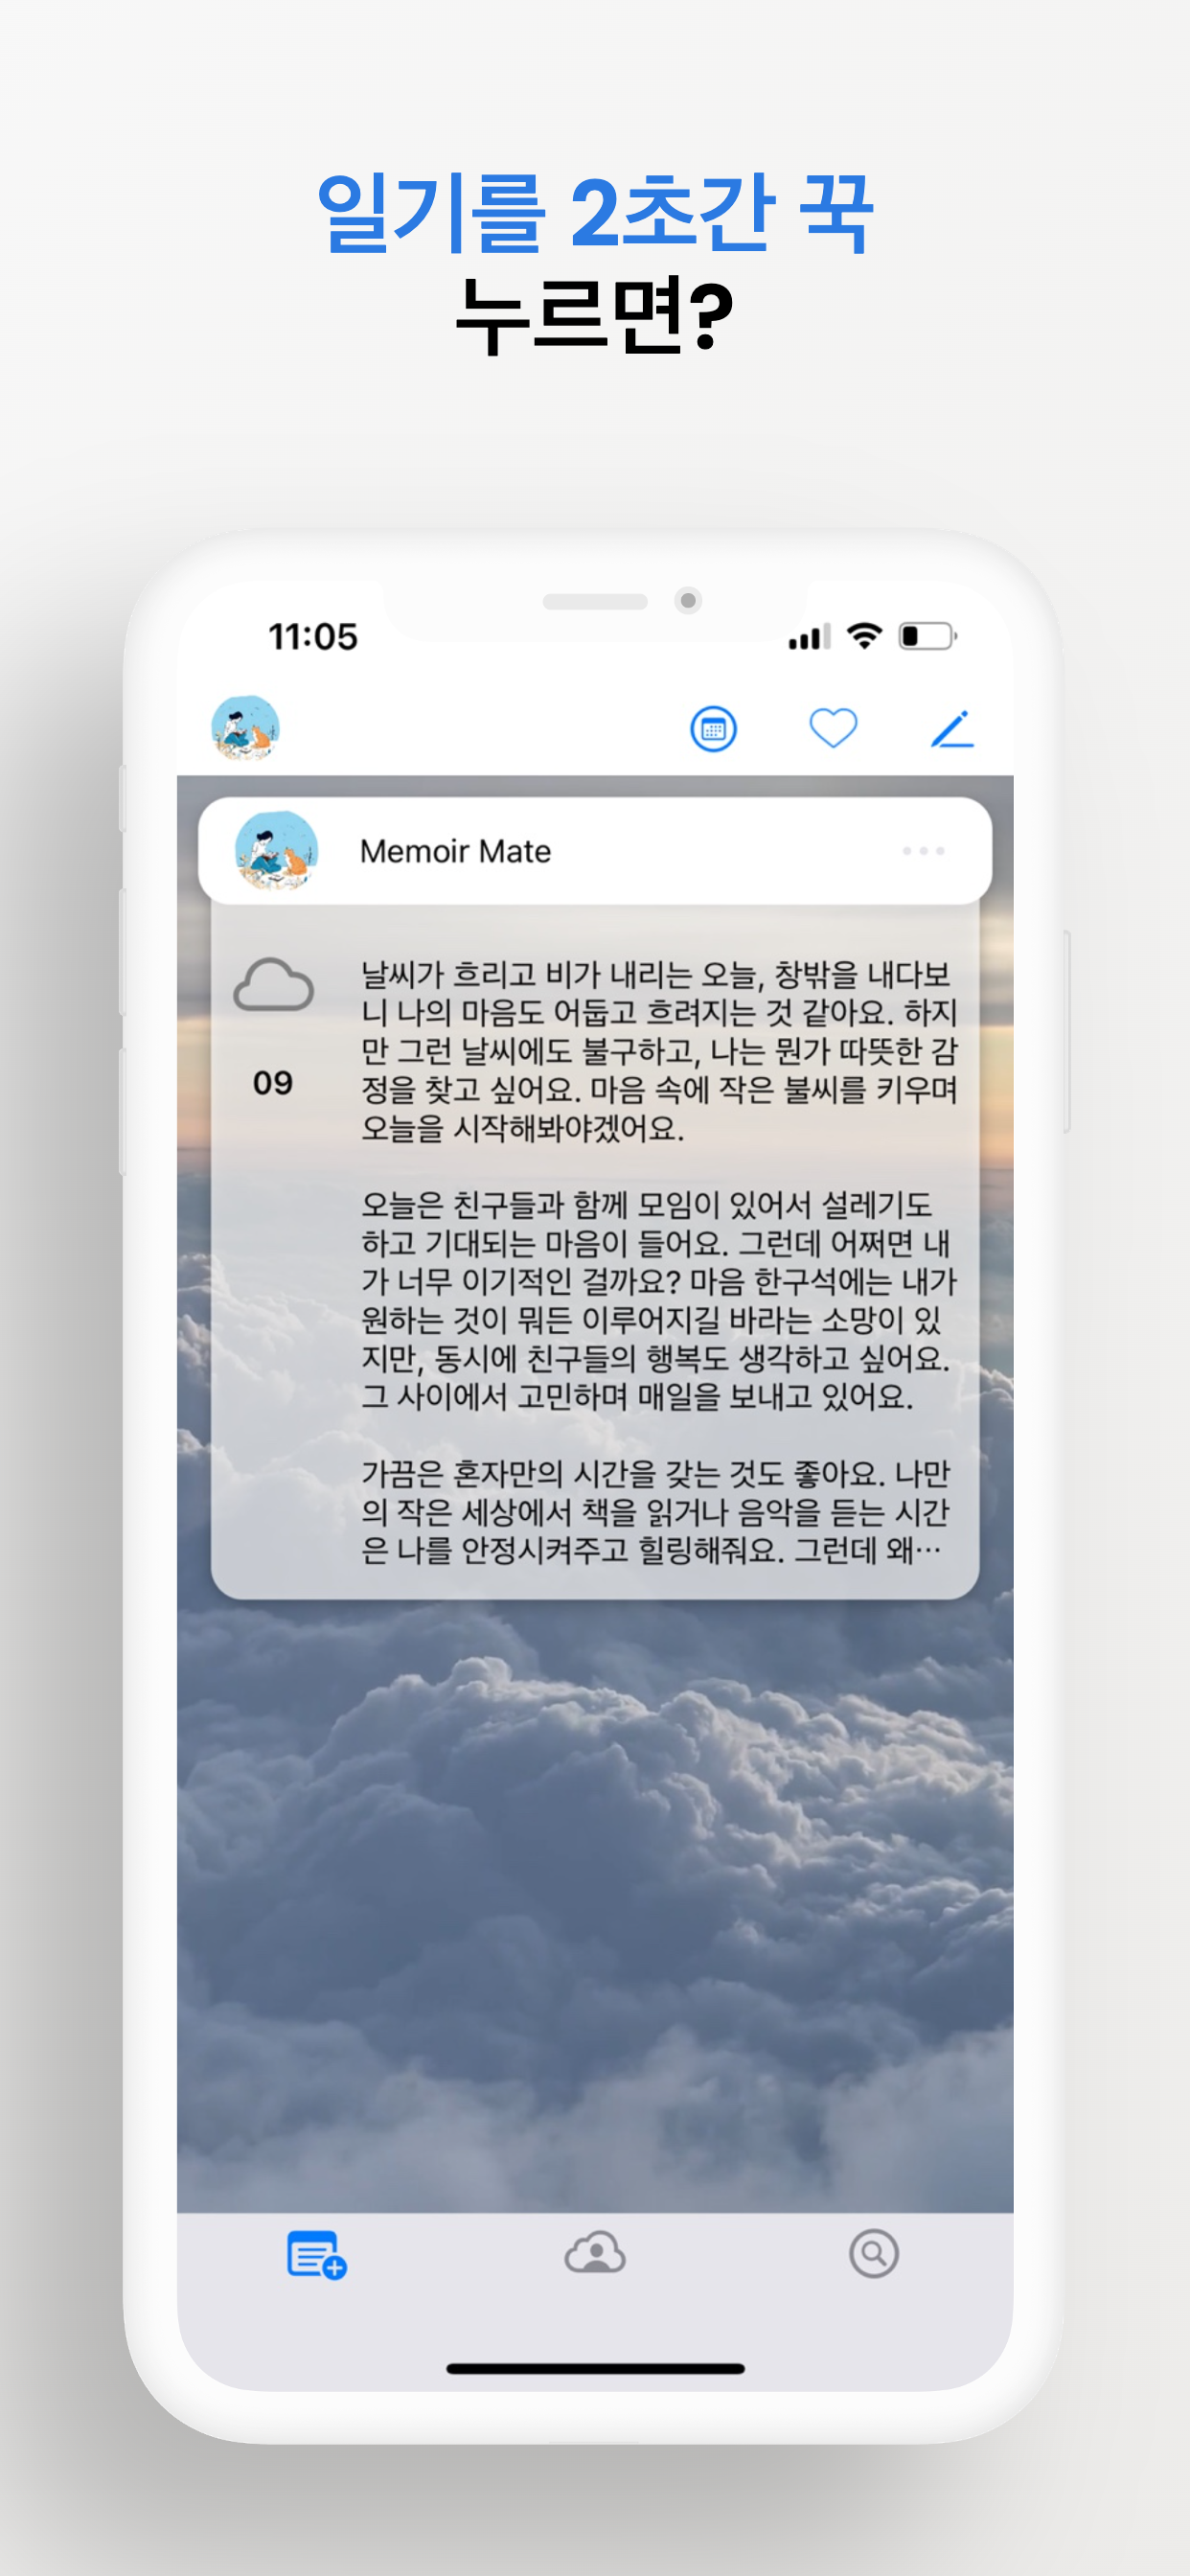 일기를 2초간 꾹
누르면?
11:05
Memoir Mate
날씨가 흐리고 비가 내리는 오늘, 창밖을 내다보
니 나의 마음도 어둡고 흐려지는 것 같아요. 하지
만 그런 날씨에도 불구하고, 나는 뭔가 따뜻한 감
정을 찾고 싶어요. 마음 속에 작은 불씨를 키우며
오늘을 시작해봐야겠어요.
09
오늘은 친구들과 함께 모임이 있어서 설레기도
하고 기대되는 마음이 들어요. 그런데 어쩌면 내
가 너무 이기적인 걸까요? 마음 한구석에는 내가
원하는 것이 뭐든 이루어지길 바라는 소망이 있
지만, 동시에 친구들의 행복도 생각하고 싶어요.
그 사이에서 고민하며 매일을 보내고 있어요.
가끔은 혼자만의 시간을 갖는 것도 좋아요. 나만
의 작은 세상에서 책을 읽거나 음악을 듣는 시간
은 나를 안정시켜주고 힐링해줘요. 그런데 왜…